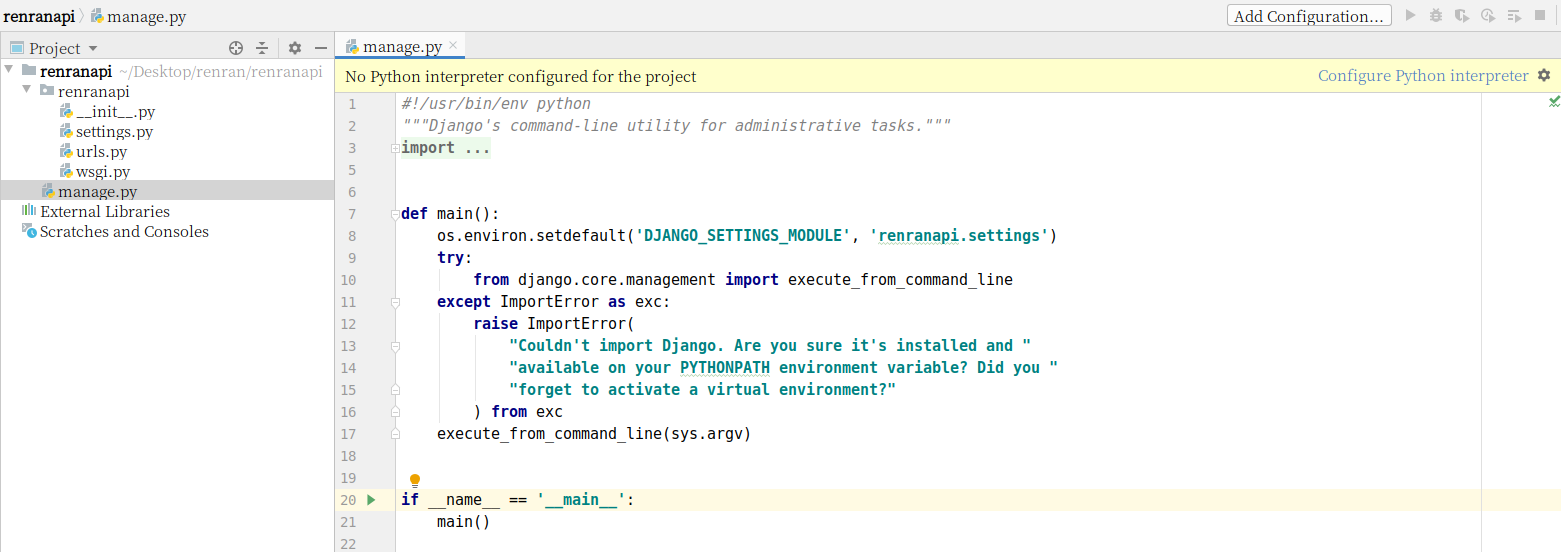 renranapi manage.py Add Configuration...
Project manage.py
renranapi ~/Desktop/renran/renranapi
renranapi
__init__.py
settings.py
urls.py
wsgi.py
manage.py
External Libraries
Scratches and Consoles
No Python interpreter configured for the project Configure Python interpreter
1 #!/usr/bin/env python
2 """Django's command-line utility for administrative tasks."""
3 import ...
5
6
7 def main():
8 os.environ.setdefault('DJANGO_SETTINGS_MODULE', 'renranapi.settings')
9 try:
10 from django.core.management import execute_from_command_line
11 except ImportError as exc:
12 raise ImportError(
13 "Couldn't import Django. Are you sure it's installed and "
14 "available on your PYTHONPATH environment variable? Did you "
15 "forget to activate a virtual environment?"
16 ) from exc
17 execute_from_command_line(sys.argv)
18
19
20 if __name__ == '__main__':
21 main()
22